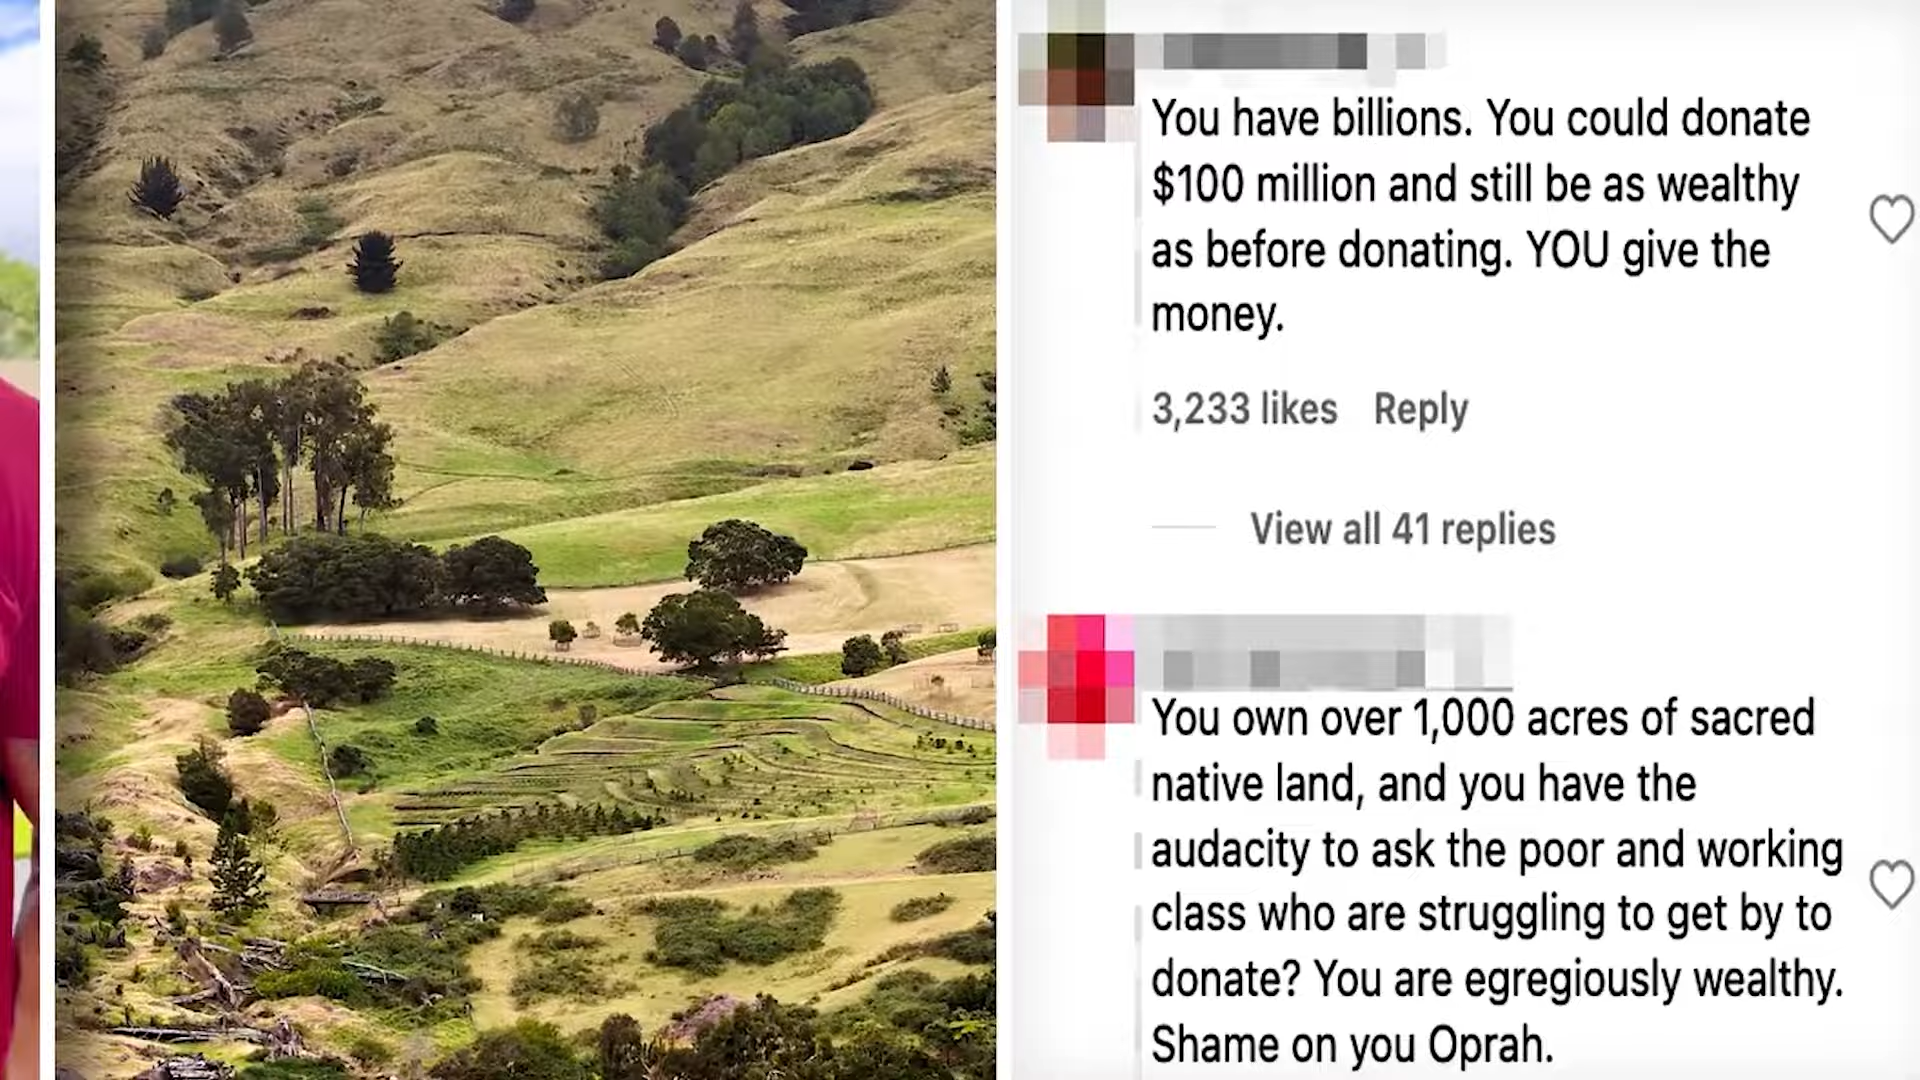 You have billions. You could donate
$100 million and still be as wealthy
as before donating. YOU give the
money.
3,233 likes Reply
View all 41 replies
You own over 1,000 acres of sacred
native land, and you have the
audacity to ask the poor and working
class who are struggling to get by to
donate? You are egregiously wealthy.
Shame on you Oprah.